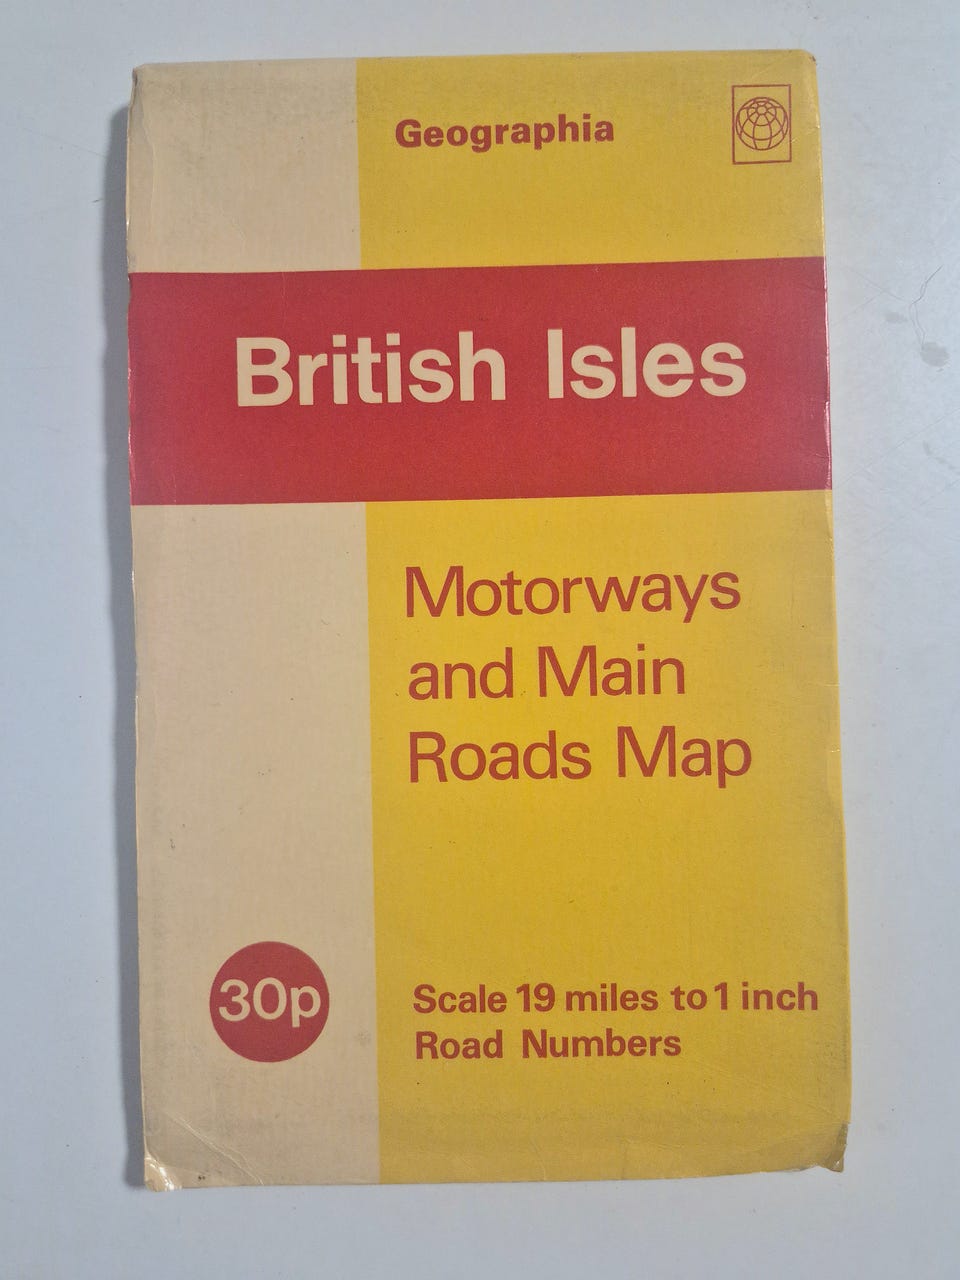 Geographia
British Isles
Motorways
and Main
Roads Map
30p
Scale 19 miles to 1 inch
Road Numbers